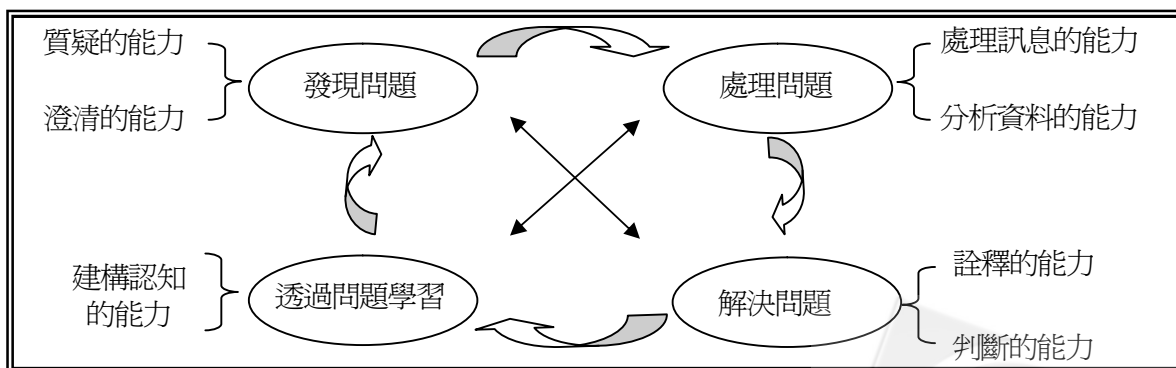 質疑的能力
澄清的能力
發現問題
處理問題
處理訊息的能力
分析資料的能力
建構認知
的能力
透過問題學習
解決問題
詮釋的能力
判斷的能力